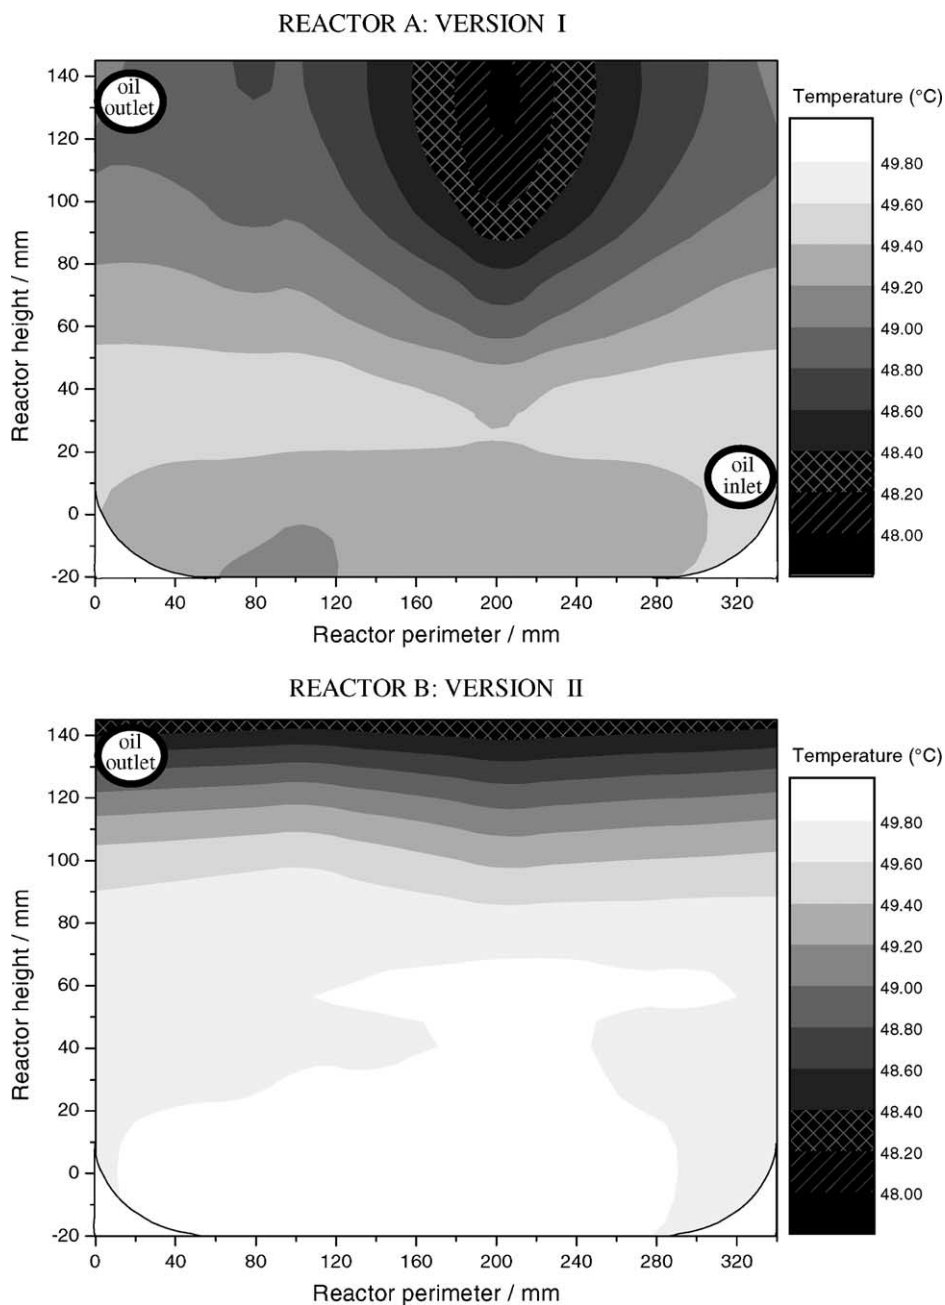 REACTOR A: VERSION I
140
120
100
80
60
40
20
0
-20
Reactor height / mm
oil
outlet
oil
inlet
0 40 80 120 160 200 240 280 320
Reactor perimeter / mm
Temperature (°C)
49.80
49.60
49.40
49.20
49.00
48.80
48.60
48.40
48.20
48.00
REACTOR B: VERSION II
140
120
100
80
60
40
20
0
-20
Reactor height / mm
oil
outlet
0 40 80 120 160 200 240 280 320
Reactor perimeter / mm
Temperature (°C)
49.80
49.60
49.40
49.20
49.00
48.80
48.60
48.40
48.20
48.00